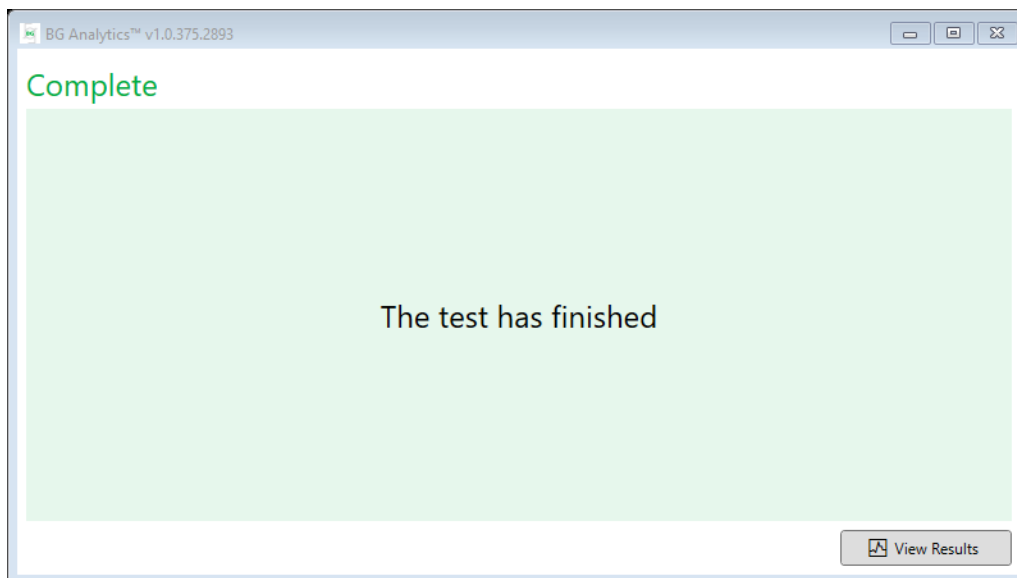 BG Analytics™ v1.0.375.2893
Complete
The test has finished
View Results